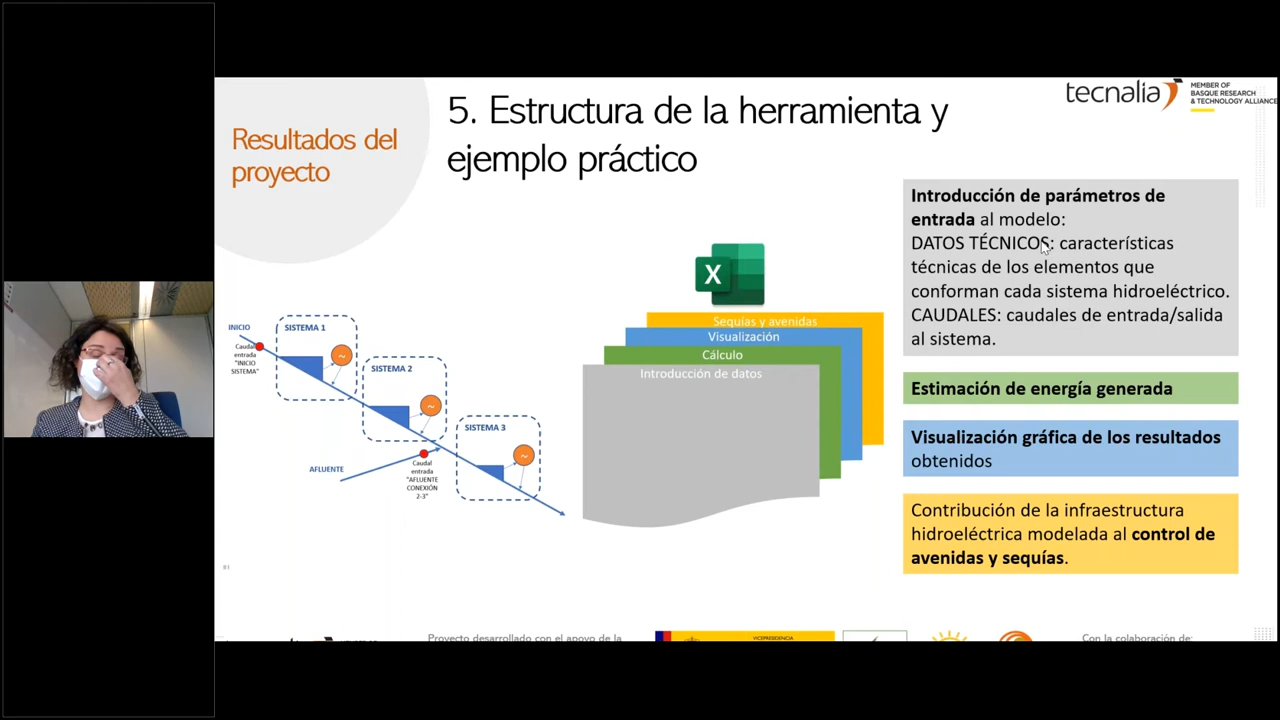 Resultados del
proyecto
5. Estructura de la herramienta y
ejemplo práctico
tecnalia
MEMBER OF
BASQUE RESEARCH
& TECHNOLOGY ALLIANCE
INICIO
Caudal
entrada
"INICIO
SISTEMA"
SISTEMA 1
~
SISTEMA 2
~
SISTEMA 3
~
AFLUENTE
Caudal
entrada
"AFLUENTE
CONEXIÓN
2-3"
X
Sequías y avenidas
Visualización
Cálculo
Introducción de datos
Introducción de parámetros de
entrada al modelo:
DATOS TÉCNICOS: características
técnicas de los elementos que
conforman cada sistema hidroeléctrico.
CAUDALES: caudales de entrada/salida
al sistema.
Estimación de energía generada
Visualización gráfica de los resultados
obtenidos
Contribución de la infraestructura
hidroeléctrica modelada al control de
avenidas y sequías.
Proyecto desarrollado con el apoyo de la
VICEPRESIDENCIA
Con la colaboración de: